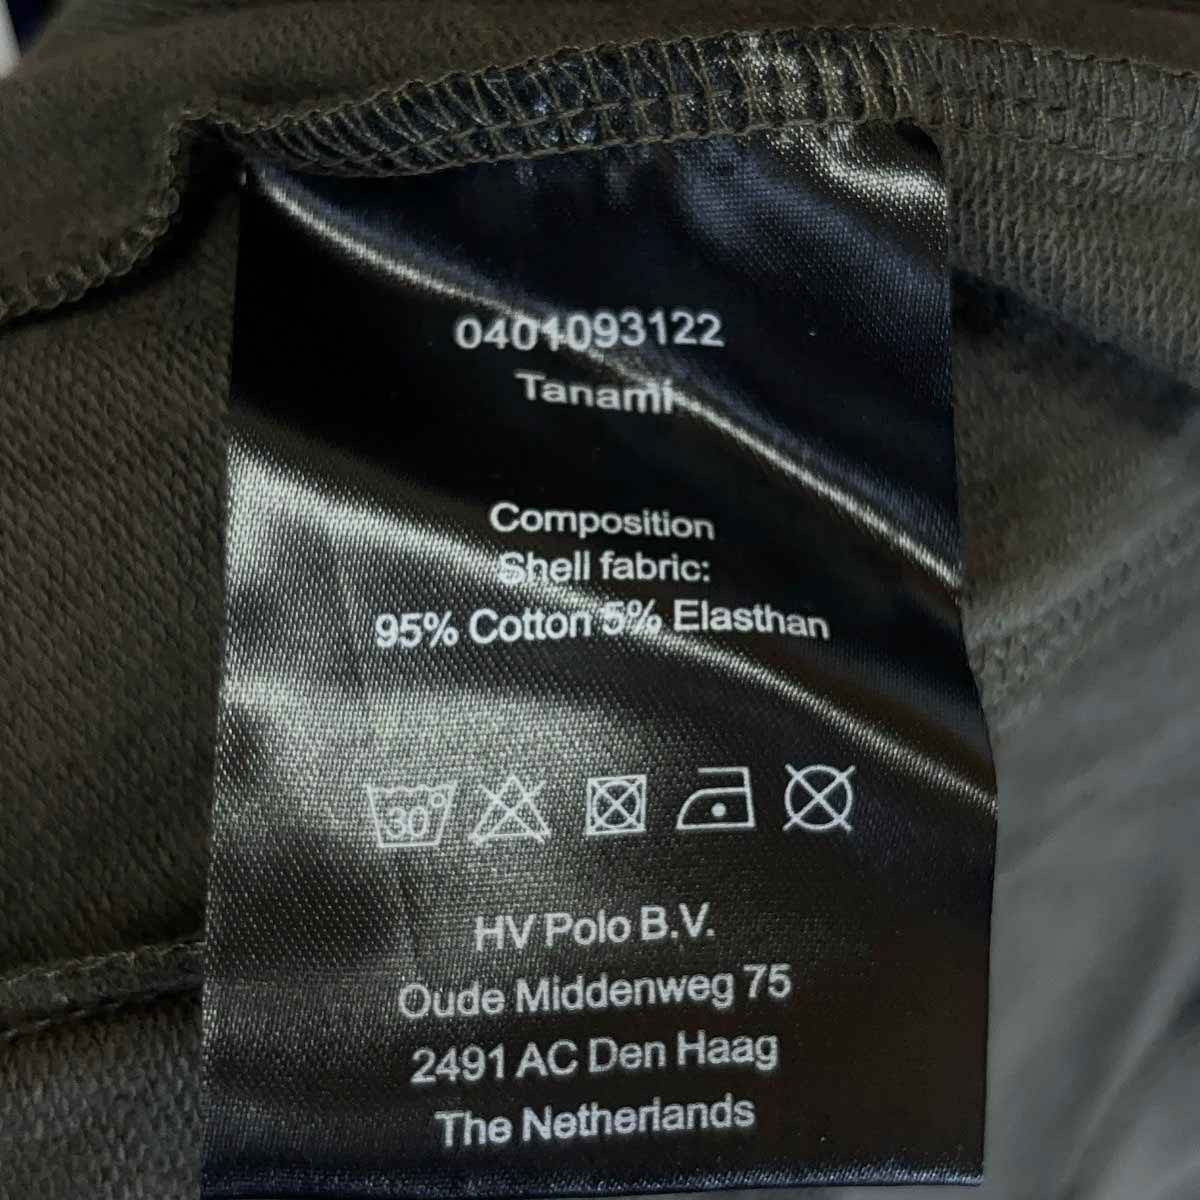 0401093122
Tanami
Composition
Shell fabric:
95% Cotton 5% Elasthan
30°
HV Polo B.V.
Oude Middenweg 75
2491 AC Den Haag
The Netherlands